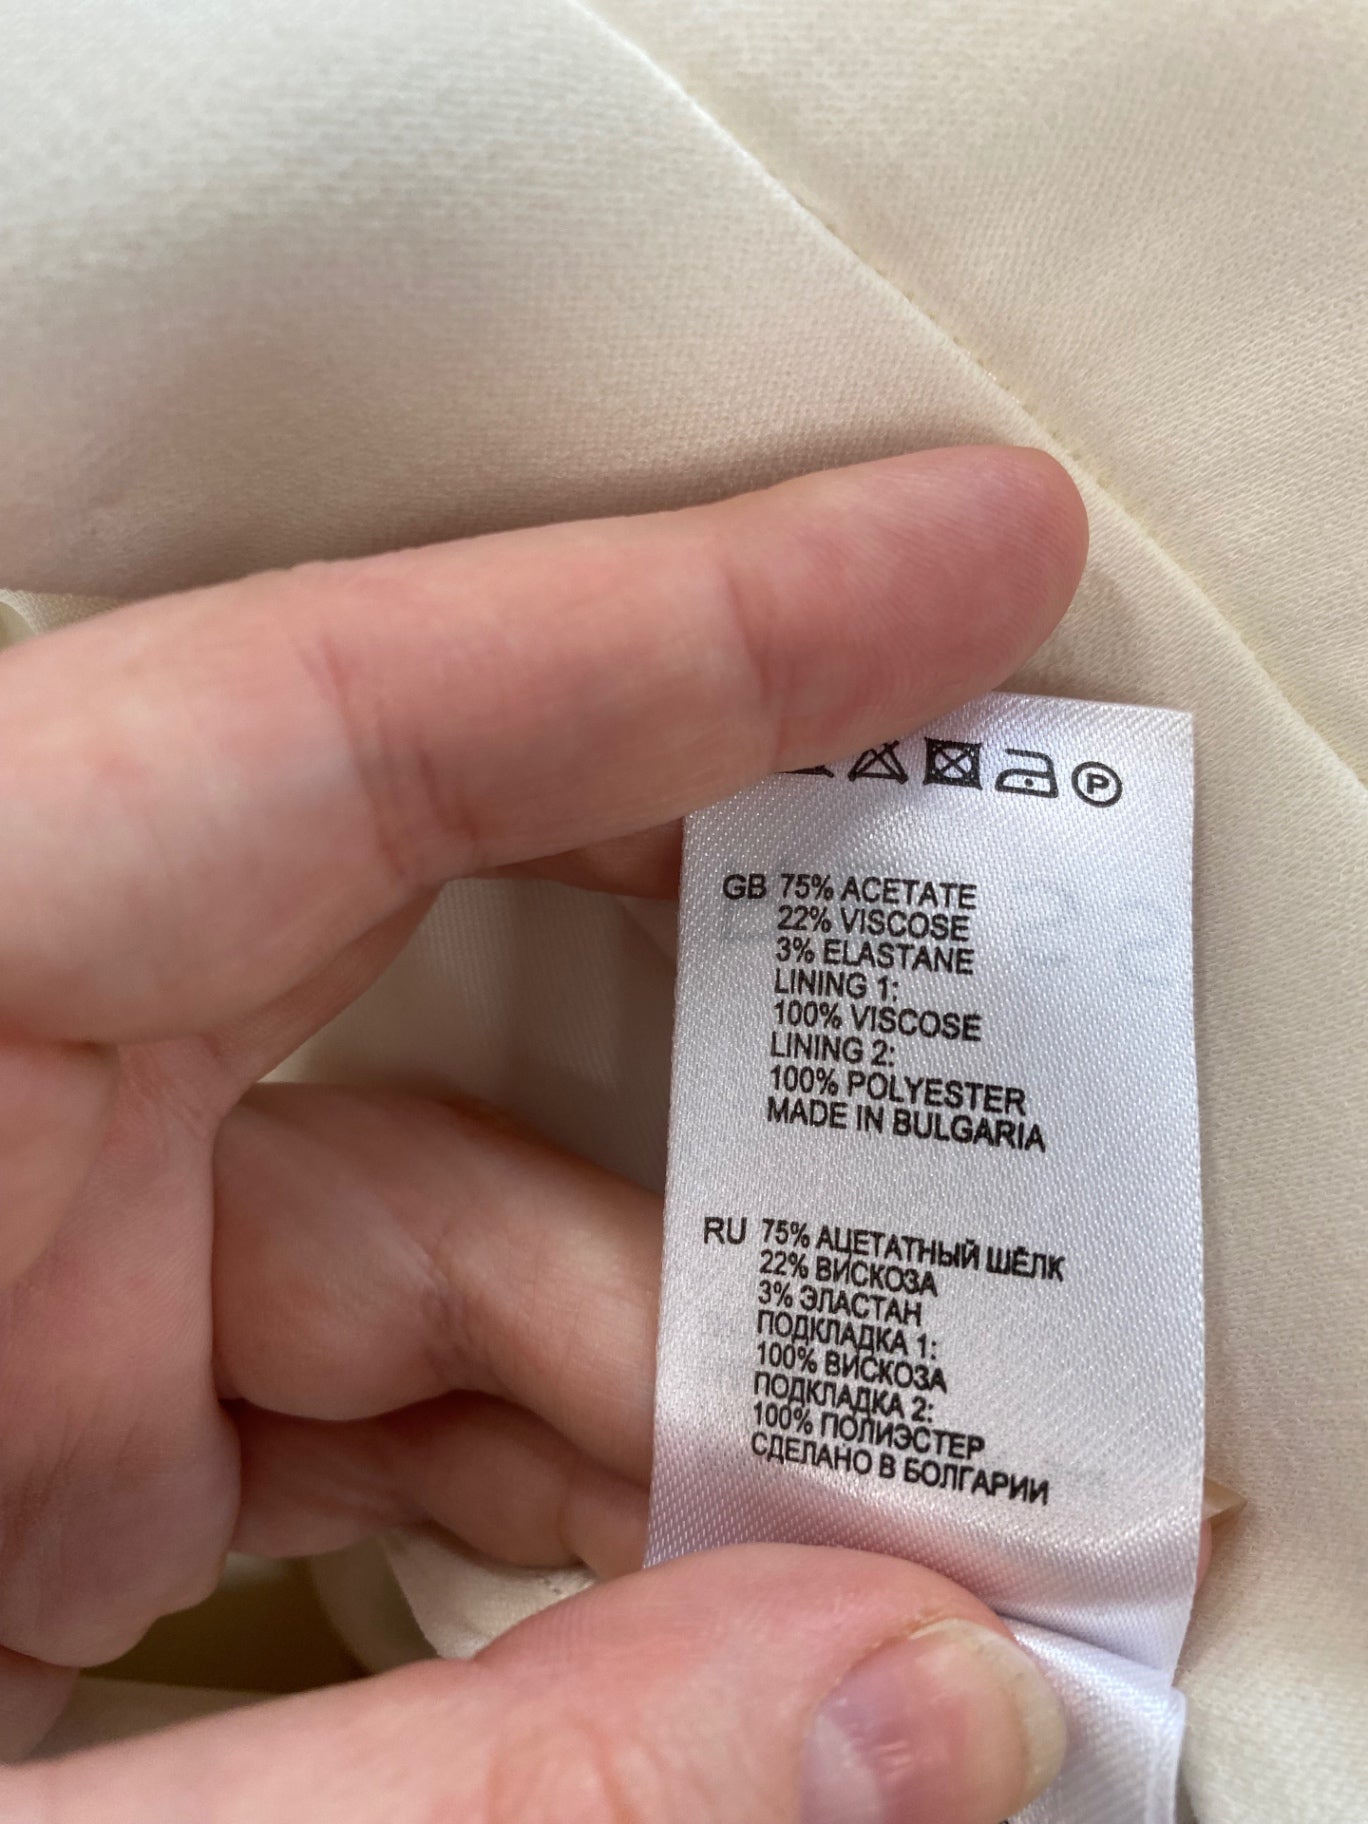 P
GB 75% ACETATE
22% VISCOSE
3% ELASTANE
LINING 1:
100% VISCOSE
LINING 2:
100% POLYESTER
MADE IN BULGARIA
RU 75% АЦЕТАТНЫЙ ШЁЛК
22% ВИСКОЗА
3% ЭЛАСТАН
ПОДКЛАДКА 1:
100% ВИСКОЗА
ПОДКЛАДКА 2:
100% ПОЛИЭСТЕР
СДЕЛАНО В БОЛГАРИИ